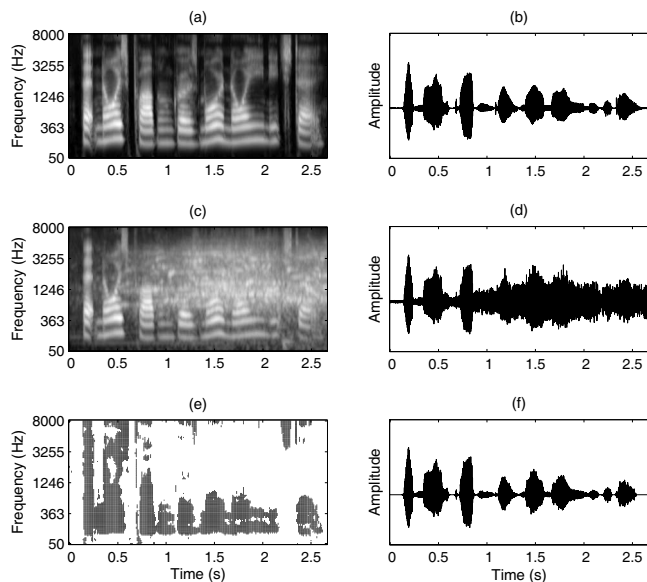 (a)
Frequency (Hz)
8000
3255
1246
363
50
0 0.5 1 1.5 2 2.5
(b)
Amplitude
0 0.5 1 1.5 2 2.5
(c)
Frequency (Hz)
8000
3255
1246
363
50
0 0.5 1 1.5 2 2.5
(d)
Amplitude
0 0.5 1 1.5 2 2.5
(e)
Frequency (Hz)
8000
3255
1246
363
50
0 0.5 1 1.5 2 2.5
Time (s)
(f)
Amplitude
0 0.5 1 1.5 2 2.5
Time (s)